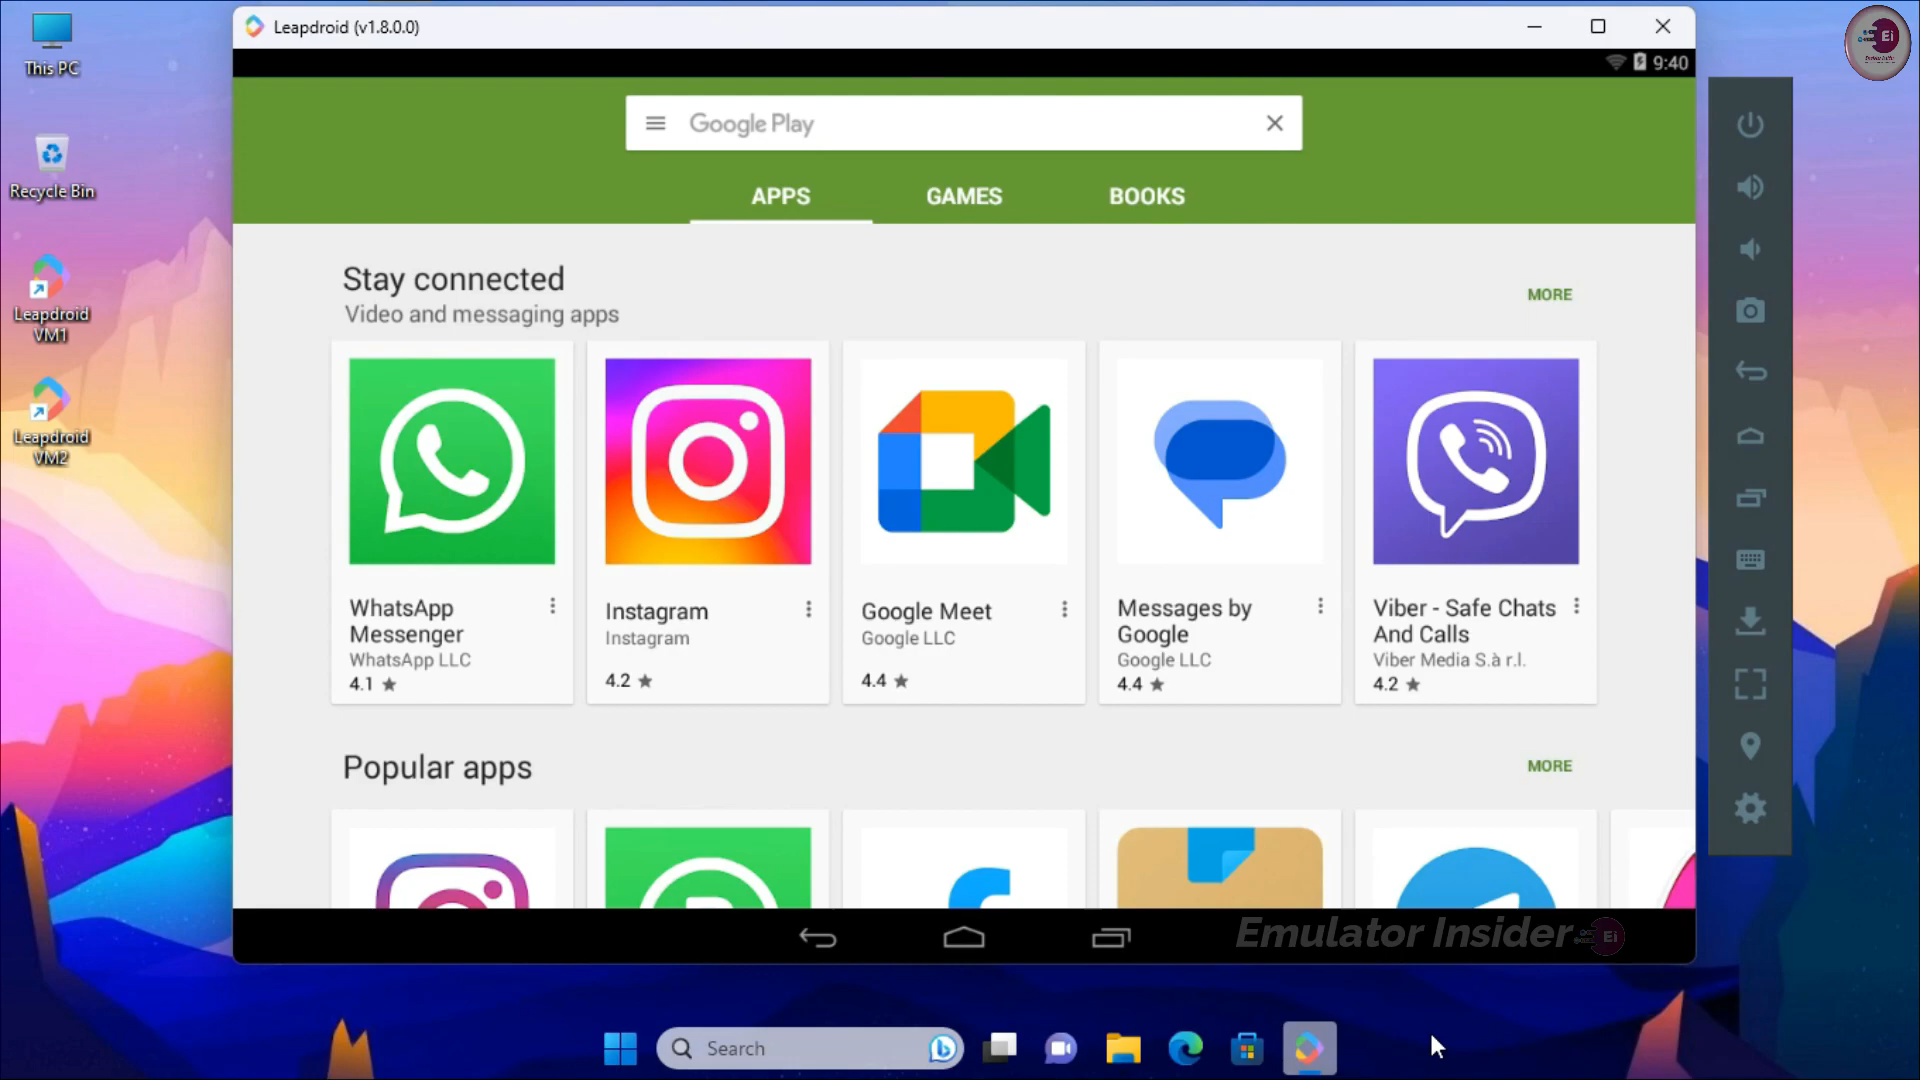 Leapdroid (v1.8.0.0)
This PC
Recycle Bin
Leapdroid
VM1
Leapdroid
VM2
9:40
Google Play
APPS
GAMES
BOOKS
Stay connected
Video and messaging apps
MORE
WhatsApp
Messenger
WhatsApp LLC
4.1
Instagram
Instagram
4.2
Google Meet
Google LLC
4.4
Messages by
Google
Google LLC
4.4
Viber - Safe Chats
And Calls
Viber Media S.à r.l.
4.2
Popular apps
MORE
Emulator Insider
Ei
Ei
Search